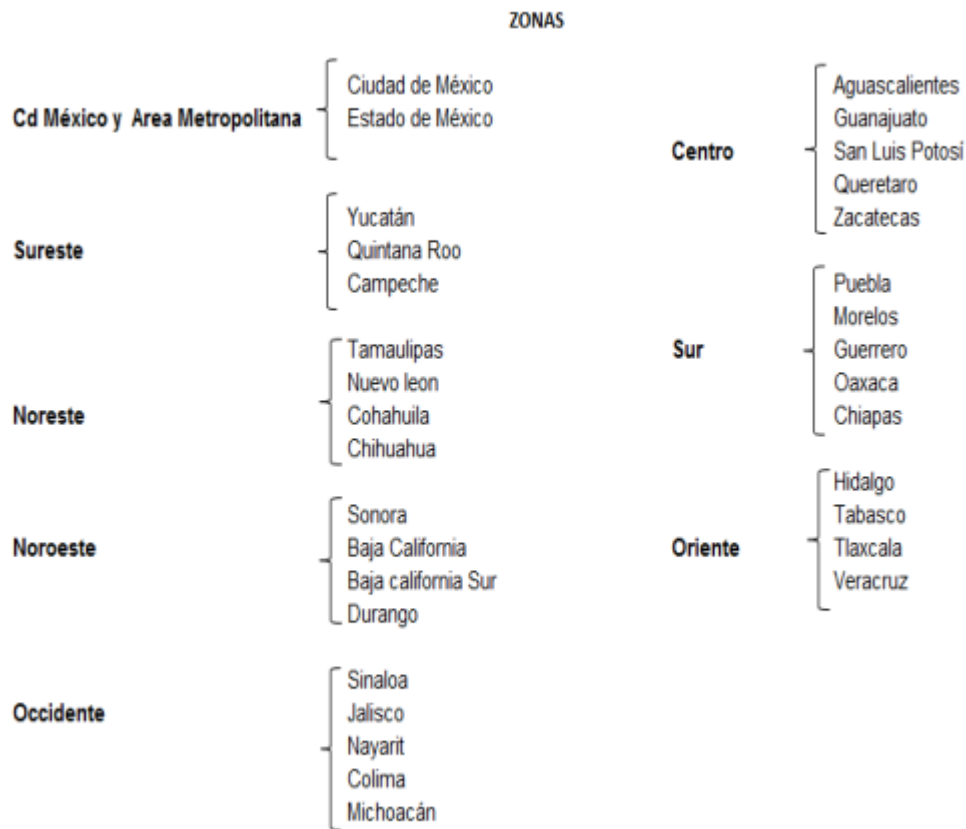 ZONAS
Cd México y Area Metropolitana
Ciudad de México
Estado de México
Sureste
Yucatán
Quintana Roo
Campeche
Noreste
Tamaulipas
Nuevo leon
Cohahuila
Chihuahua
Noroeste
Sonora
Baja California
Baja california Sur
Durango
Occidente
Sinaloa
Jalisco
Nayarit
Colima
Michoacán
Centro
Aguascalientes
Guanajuato
San Luis Potosí
Queretaro
Zacatecas
Sur
Puebla
Morelos
Guerrero
Oaxaca
Chiapas
Oriente
Hidalgo
Tabasco
Tlaxcala
Veracruz